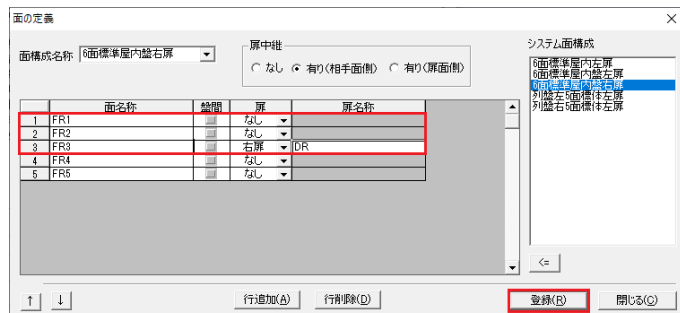 面の定義
面構成名称 6面標準屋内盤右扉
扉中継
なし 有り(相手面側) 有り(扉面側)
システム面構成
6面標準屋内左扉
6面標準屋内盤左扉
6面標準屋内盤右扉
列盤左5面標体左扉
列盤右5面標体左扉
面名称 盤間 扉 扉名称
1 FR1 なし
2 FR2 なし
3 FR3 右扉 DR
4 FR4 なし
5 FR5 なし
<=
↑ ↓ 行追加(A) 行削除(D) 登録(R) 閉じる(C)